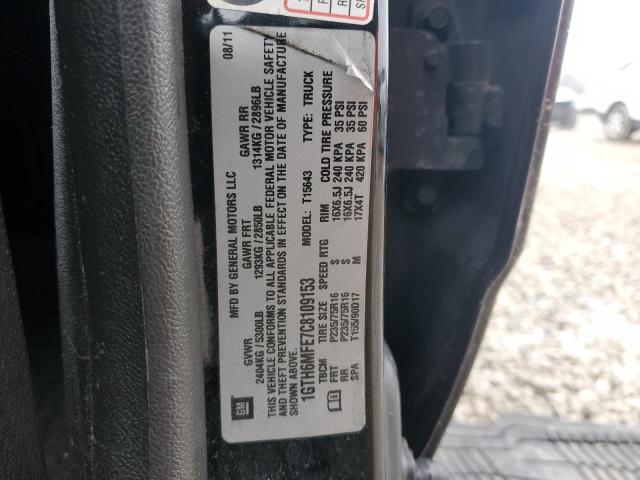 GM
MFD BY GENERAL MOTORS LLC
08/11
GVWR GAWR FRT GAWR RR
2404KG / 5300LB 1293KG / 2850LB 1314KG / 2896LB
THIS VEHICLE CONFORMS TO ALL APPLICABLE FEDERAL MOTOR VEHICLE SAFETY
AND THEFT PREVENTION STANDARDS IN EFFECT ON THE DATE OF MANUFACTURE
SHOWN ABOVE.
1GTH6MFE7C8109153 MODEL: T15643 TYPE: TRUCK
TBCM TIRE SIZE SPEED RTG RIM COLD TIRE PRESSURE
FRT P235/75R16 S 16X6.5J 240 KPA 35 PSI
RR P235/75R16 S 16X6.5J 240 KPA 35 PSI
SPA T155/90D17 M 17X4T 420 KPA 60 PSI